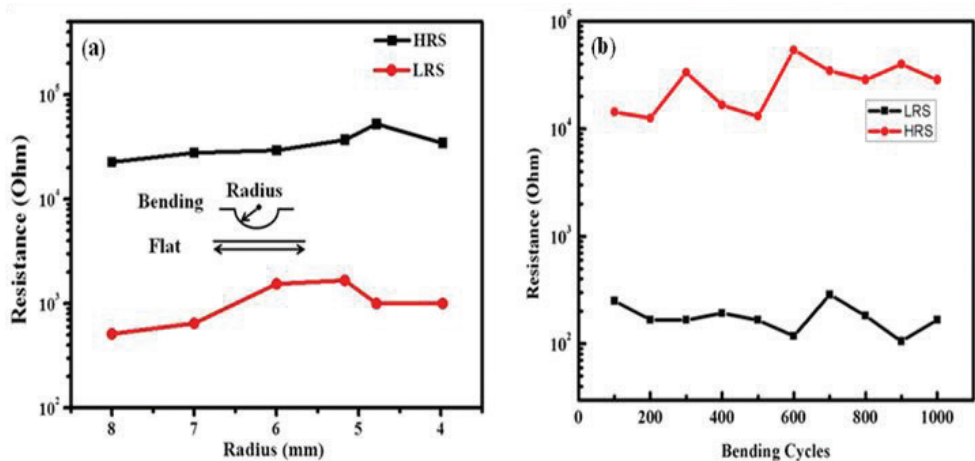 (a)
HRS
LRS
10^5
10^4
10^3
10^2
Resistance (Ohm)
Bending
Radius
Flat
8 7 6 5 4
Radius (mm)
(b)
LRS
HRS
10^5
10^4
10^3
10^2
Resistance (Ohm)
0 200 400 600 800 1000
Bending Cycles